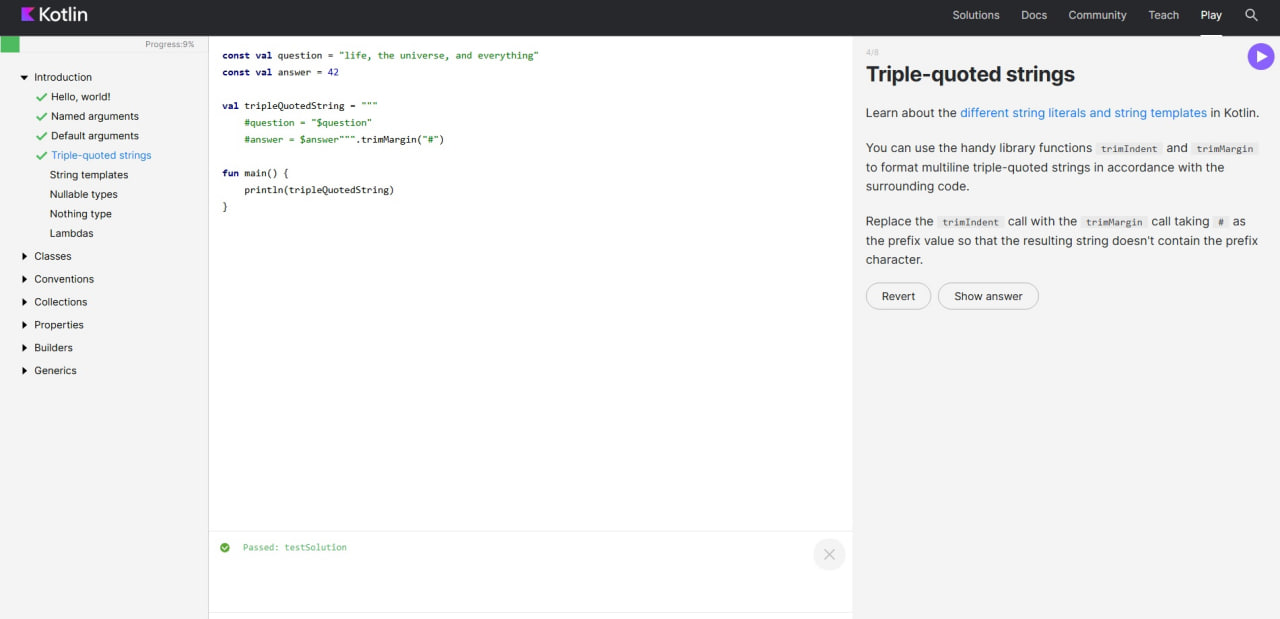 Kotlin
Solutions Docs Community Teach Play
Progress:9%
Introduction
Hello, world!
Named arguments
Default arguments
Triple-quoted strings
String templates
Nullable types
Nothing type
Lambdas
Classes
Conventions
Collections
Properties
Builders
Generics
const val question = "life, the universe, and everything"
const val answer = 42
val tripleQuotedString = """
#question = "$question"
#answer = $answer""".trimMargin("#")
fun main() {
println(tripleQuotedString)
}
Passed: testSolution
4/8
Triple-quoted strings
Learn about the different string literals and string templates in Kotlin.
You can use the handy library functions trimIndent and trimMargin
to format multiline triple-quoted strings in accordance with the
surrounding code.
Replace the trimIndent call with the trimMargin call taking # as
the prefix value so that the resulting string doesn't contain the prefix
character.
Revert Show answer